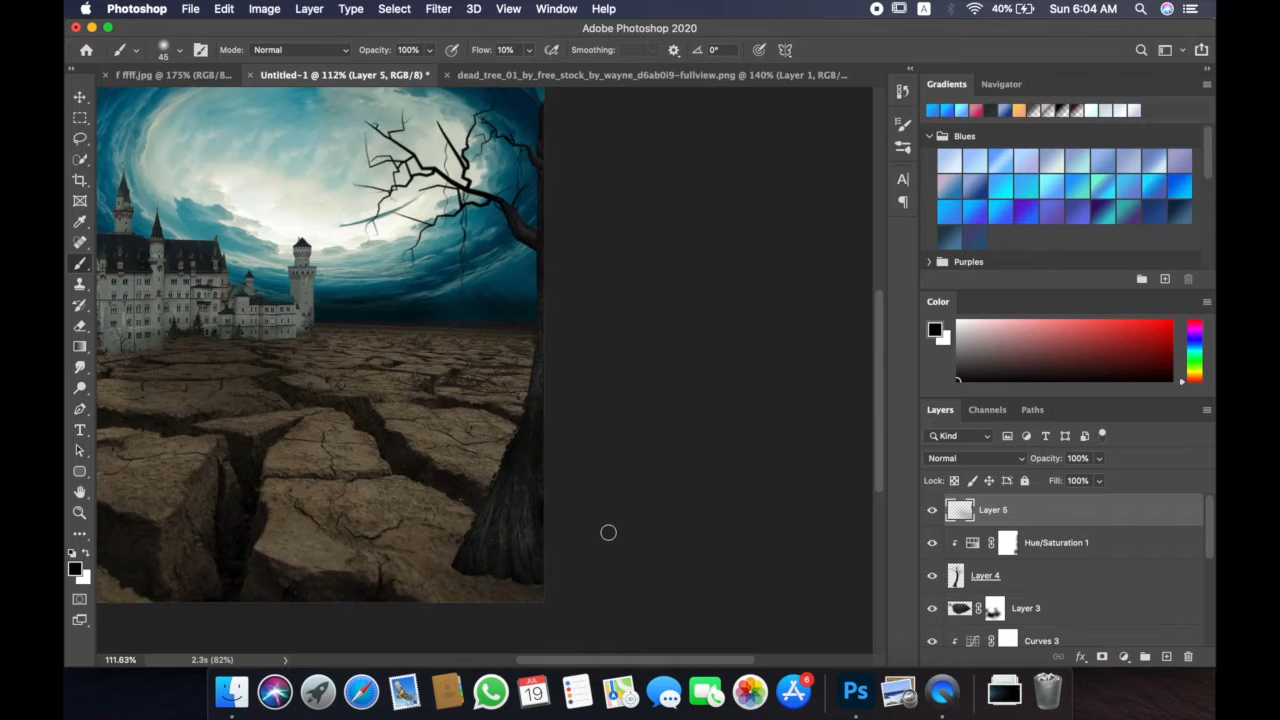 Photoshop File Edit Image Layer Type Select Filter 3D View Window Help A 40% Sun 6:04 AM
Adobe Photoshop 2020
45 Mode: Normal Opacity: 100% Flow: 10% Smoothing: 0°
f ffff.jpg @ 175% (RGB/8... Untitled-1 @ 112% (Layer 5, RGB/8) * dead_tree_01_by_free_stock_by_wayne_d6ab0i9-fullview.png @ 140% (Layer 1, RGB/...
Gradients Navigator
Blues
Purples
Color
Layers Channels Paths
Kind
Normal Opacity: 100%
Lock: Fill: 100%
Layer 5
Hue/Saturation 1
Layer 4
Layer 3
Curves 3
111.63% 2.3s (82%)
JUL
19
6
Ps